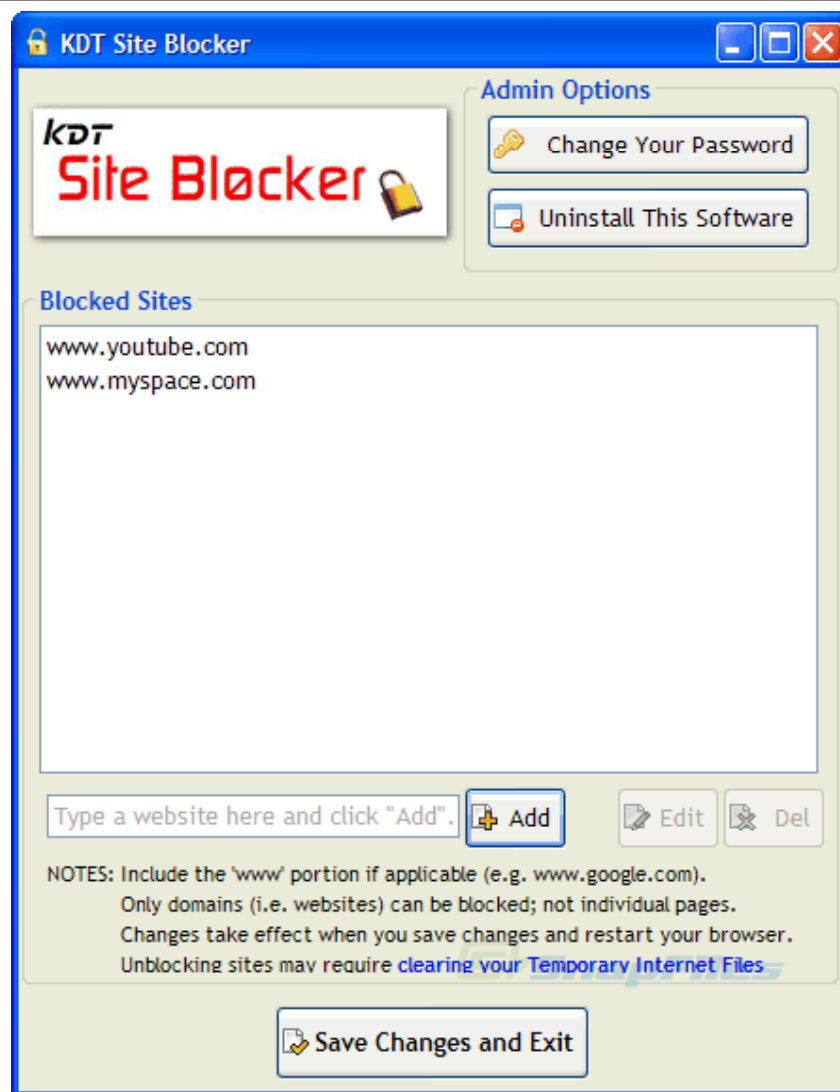 KDT Site Blocker
KDT
Site Blocker
Admin Options
Change Your Password
Uninstall This Software
Blocked Sites
www.youtube.com
www.myspace.com
Type a website here and click "Add".
Add
Edit
Del
NOTES: Include the 'www' portion if applicable (e.g. www.google.com).
Only domains (i.e. websites) can be blocked; not individual pages.
Changes take effect when you save changes and restart your browser.
Unblocking sites may require clearing your Temporary Internet Files
SnapFiles
Save Changes and Exit